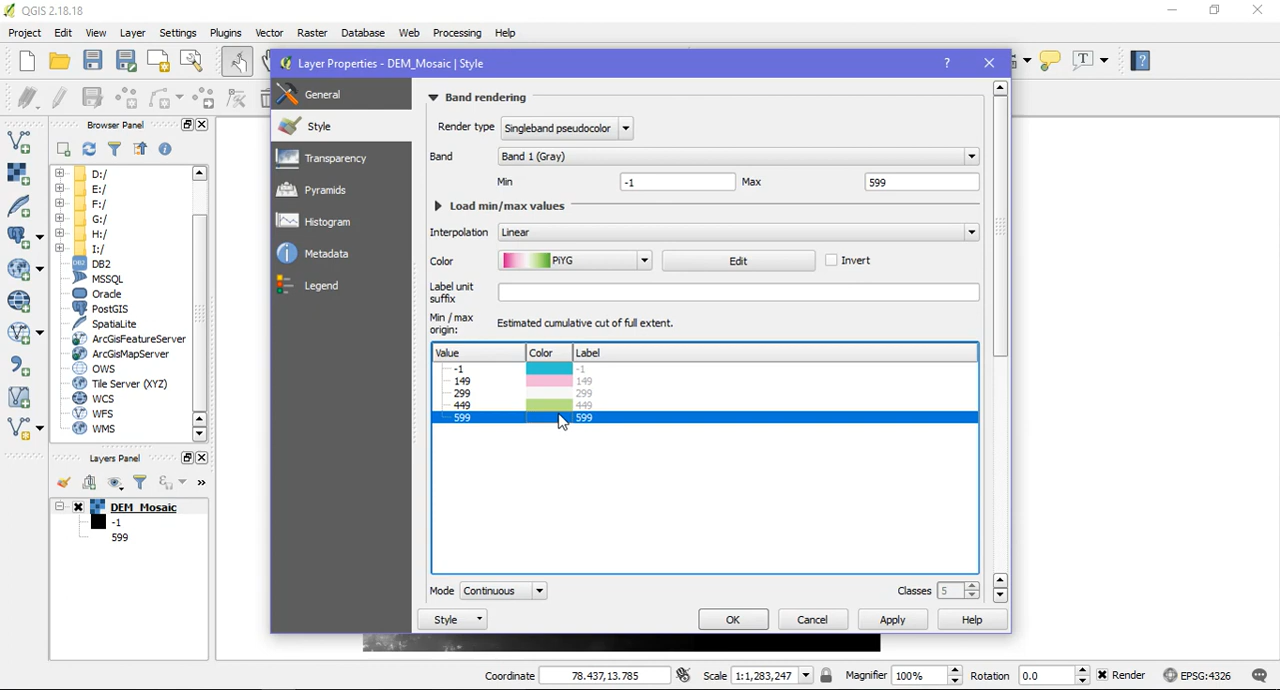 QGIS 2.18.18
Project Edit View Layer Settings Plugins Vector Raster Database Web Processing Help
Layer Properties - DEM_Mosaic | Style
Browser Panel
D:/
E:/
F:/
G:/
H:/
I:/
DB2
MSSQL
Oracle
PostGIS
SpatiaLite
ArcGisFeatureServer
ArcGisMapServer
OWS
Tile Server (XYZ)
WCS
WFS
WMS
Layers Panel
DEM_Mosaic
-1
599
General
Style
Transparency
Pyramids
Histogram
Metadata
Legend
Band rendering
Render type Singleband pseudocolor
Band Band 1 (Gray)
Min -1 Max 599
Load min/max values
Interpolation Linear
Color PiYG Edit Invert
Label unit
suffix
Min / max
origin: Estimated cumulative cut of full extent.
Value Color Label
-1 -1
149 149
299 299
449 449
599 599
Mode Continuous Classes 5
Style OK Cancel Apply Help
Coordinate 78.437,13.785 Scale 1:1,283,247 Magnifier 100% Rotation 0.0 Render EPSG:4326